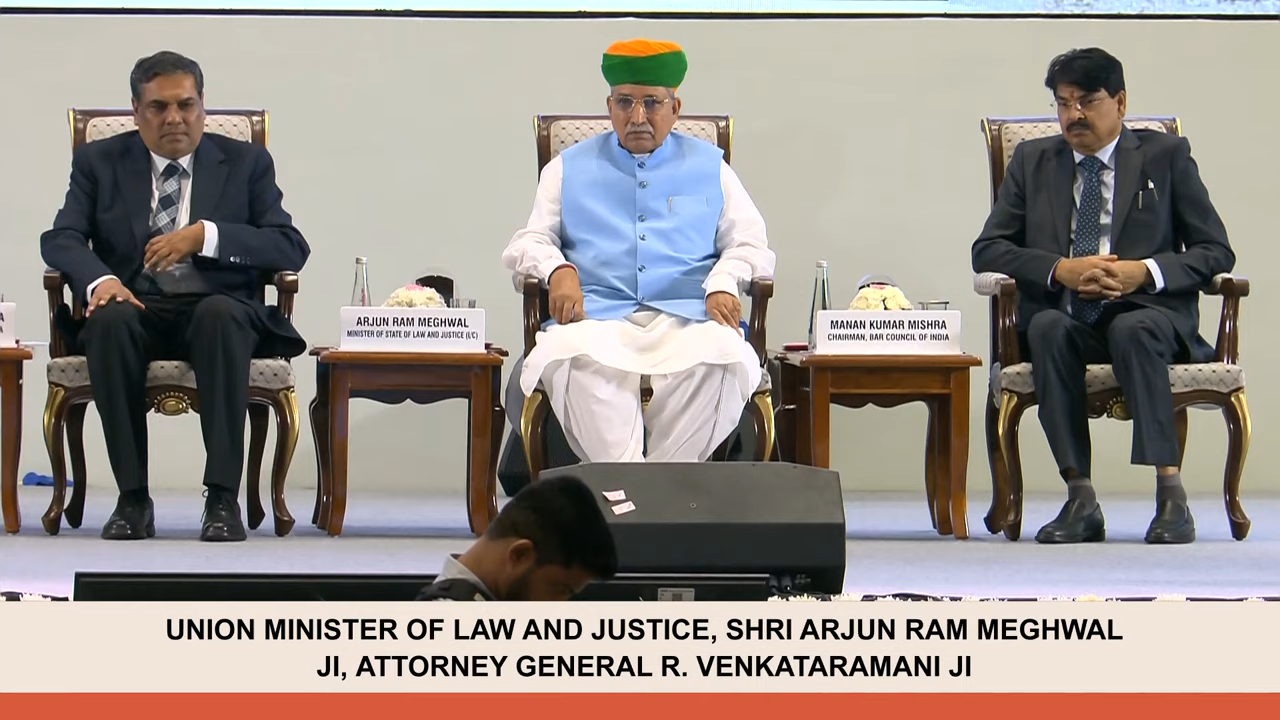 ARJUN RAM MEGHWAL
MINISTER OF STATE OF LAW AND JUSTICE (I/C)
MANAN KUMAR MISHRA
CHAIRMAN, BAR COUNCIL OF INDIA
UNION MINISTER OF LAW AND JUSTICE, SHRI ARJUN RAM MEGHWAL
JI, ATTORNEY GENERAL R. VENKATARAMANI JI